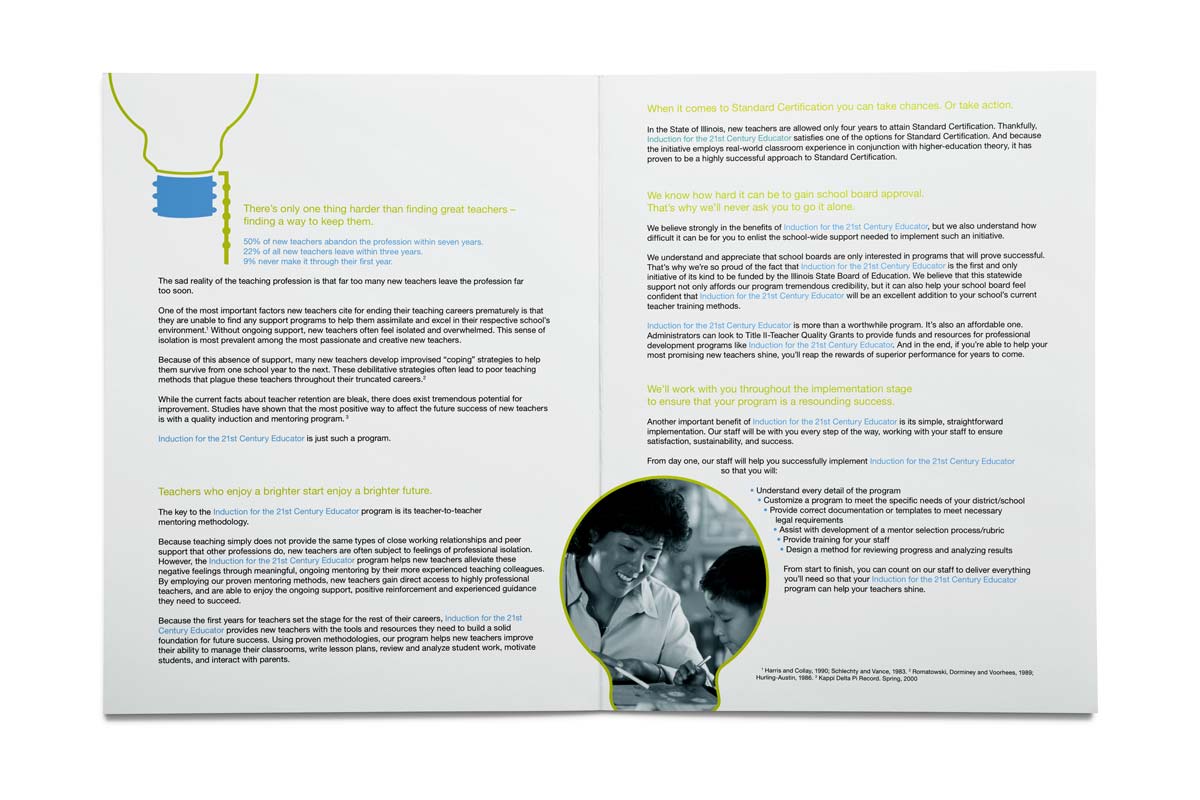 There's only one thing harder than finding great teachers –
finding a way to keep them.
50% of new teachers abandon the profession within seven years.
22% of all new teachers leave within three years.
9% never make it through their first year.
The sad reality of the teaching profession is that far too many new teachers leave the profession far
too soon.
One of the most important factors new teachers cite for ending their teaching careers prematurely is that
they are unable to find any support programs to help them assimilate and excel in their respective school's
environment.¹ Without ongoing support, new teachers often feel isolated and overwhelmed. This sense of
isolation is most prevalent among the most passionate and creative new teachers.
Because of this absence of support, many new teachers develop improvised “coping” strategies to help
them survive from one school year to the next. These debilitative strategies often lead to poor teaching
methods that plague these teachers throughout their truncated careers.²
While the current facts about teacher retention are bleak, there does exist tremendous potential for
improvement. Studies have shown that the most positive way to affect the future success of new teachers
is with a quality induction and mentoring program. ³
Induction for the 21st Century Educator is just such a program.
Teachers who enjoy a brighter start enjoy a brighter future.
The key to the Induction for the 21st Century Educator program is its teacher-to-teacher
mentoring methodology.
Because teaching simply does not provide the same types of close working relationships and peer
support that other professions do, new teachers are often subject to feelings of professional isolation.
However, the Induction for the 21st Century Educator program helps new teachers alleviate these
negative feelings through meaningful, ongoing mentoring by their more experienced teaching colleagues.
By employing our proven mentoring methods, new teachers gain direct access to highly professional
teachers, and are able to enjoy the ongoing support, positive reinforcement and experienced guidance
they need to succeed.
Because the first years for teachers set the stage for the rest of their careers, Induction for the 21st
Century Educator provides new teachers with the tools and resources they need to build a solid
foundation for future success. Using proven methodologies, our program helps new teachers improve
their ability to manage their classrooms, write lesson plans, review and analyze student work, motivate
students, and interact with parents.
When it comes to Standard Certification you can take chances. Or take action.
In the State of Illinois, new teachers are allowed only four years to attain Standard Certification. Thankfully,
Induction for the 21st Century Educator satisfies one of the options for Standard Certification. And because
the initiative employs real-world classroom experience in conjunction with higher-education theory, it has
proven to be a highly successful approach to Standard Certification.
We know how hard it can be to gain school board approval.
That's why we'll never ask you to go it alone.
We believe strongly in the benefits of Induction for the 21st Century Educator, but we also understand how
difficult it can be for you to enlist the school-wide support needed to implement such an initiative.
We understand and appreciate that school boards are only interested in programs that will prove successful.
That's why we're so proud of the fact that Induction for the 21st Century Educator is the first and only
initiative of its kind to be funded by the Illinois State Board of Education. We believe that this statewide
support not only affords our program tremendous credibility, but it can also help your school board feel
confident that Induction for the 21st Century Educator will be an excellent addition to your school's current
teacher training methods.
Induction for the 21st Century Educator is more than a worthwhile program. It's also an affordable one.
Administrators can look to Title II-Teacher Quality Grants to provide funds and resources for professional
development programs like Induction for the 21st Century Educator. And in the end, if you're able to help your
most promising new teachers shine, you'll reap the rewards of superior performance for years to come.
We'll work with you throughout the implementation stage
to ensure that your program is a resounding success.
Another important benefit of Induction for the 21st Century Educator is its simple, straightforward
implementation. Our staff will be with you every step of the way, working with your staff to ensure
satisfaction, sustainability, and success.
From day one, our staff will help you successfully implement Induction for the 21st Century Educator
so that you will:
• Understand every detail of the program
• Customize a program to meet the specific needs of your district/school
• Provide correct documentation or templates to meet necessary
legal requirements
• Assist with development of a mentor selection process/rubric
• Provide training for your staff
• Design a method for reviewing progress and analyzing results
From start to finish, you can count on our staff to deliver everything
you'll need so that your Induction for the 21st Century Educator
program can help your teachers shine.
¹ Harris and Collay, 1990; Schlechty and Vance, 1983. ² Romatowski, Dorminey and Voorhees, 1989;
Hurling-Austin, 1986. ³ Kappi Delta Pi Record. Spring, 2000